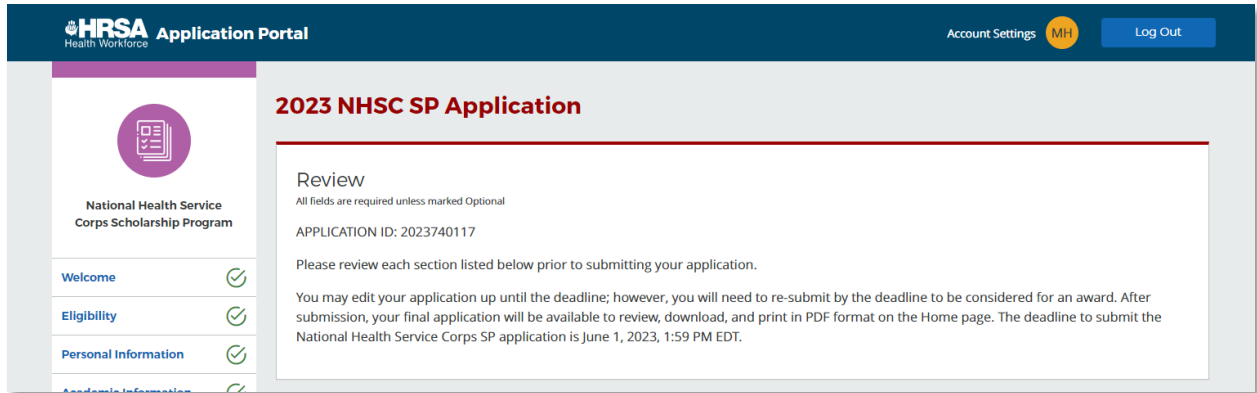 HRSA
Health Workforce
Application Portal
Account Settings
MH
Log Out
2023 NHSC SP Application
National Health Service
Corps Scholarship Program
Welcome
Eligibility
Personal Information
Academic Information
Review
All fields are required unless marked Optional
APPLICATION ID: 2023740117
Please review each section listed below prior to submitting your application.
You may edit your application up until the deadline; however, you will need to re-submit by the deadline to be considered for an award. After
submission, your final application will be available to review, download, and print in PDF format on the Home page. The deadline to submit the
National Health Service Corps SP application is June 1, 2023, 1:59 PM EDT.